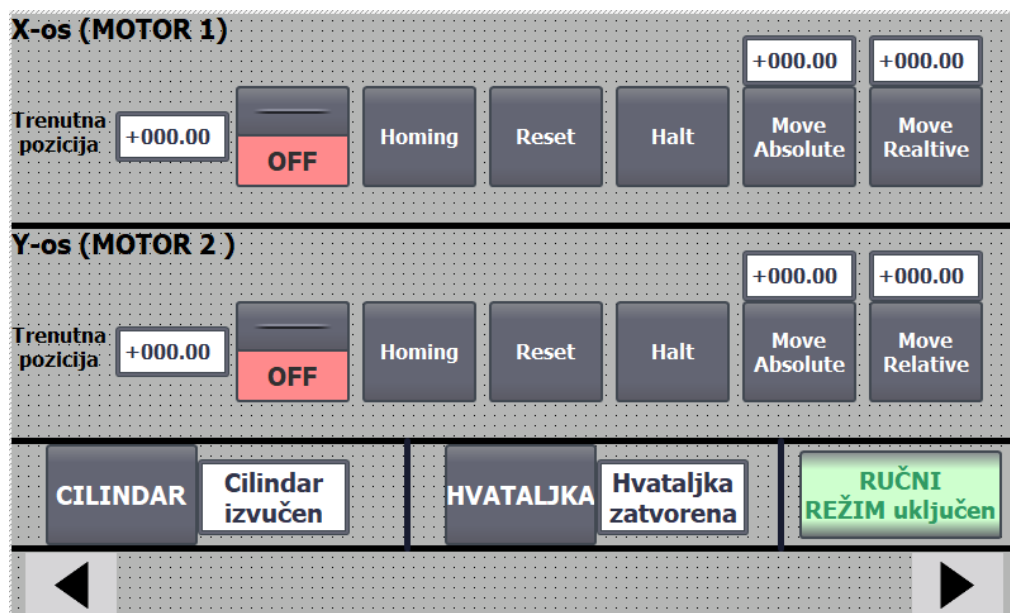 X-os (MOTOR 1)
+000.00
+000.00
Trenutna
pozicija
+000.00
OFF
Homing
Reset
Halt
Move
Absolute
Move
Realtive
Y-os (MOTOR 2 )
+000.00
+000.00
Trenutna
pozicija
+000.00
OFF
Homing
Reset
Halt
Move
Absolute
Move
Relative
CILINDAR
Cilindar
izvučen
HVATALJKA
Hvataljka
zatvorena
RUČNI
REŽIM uključen